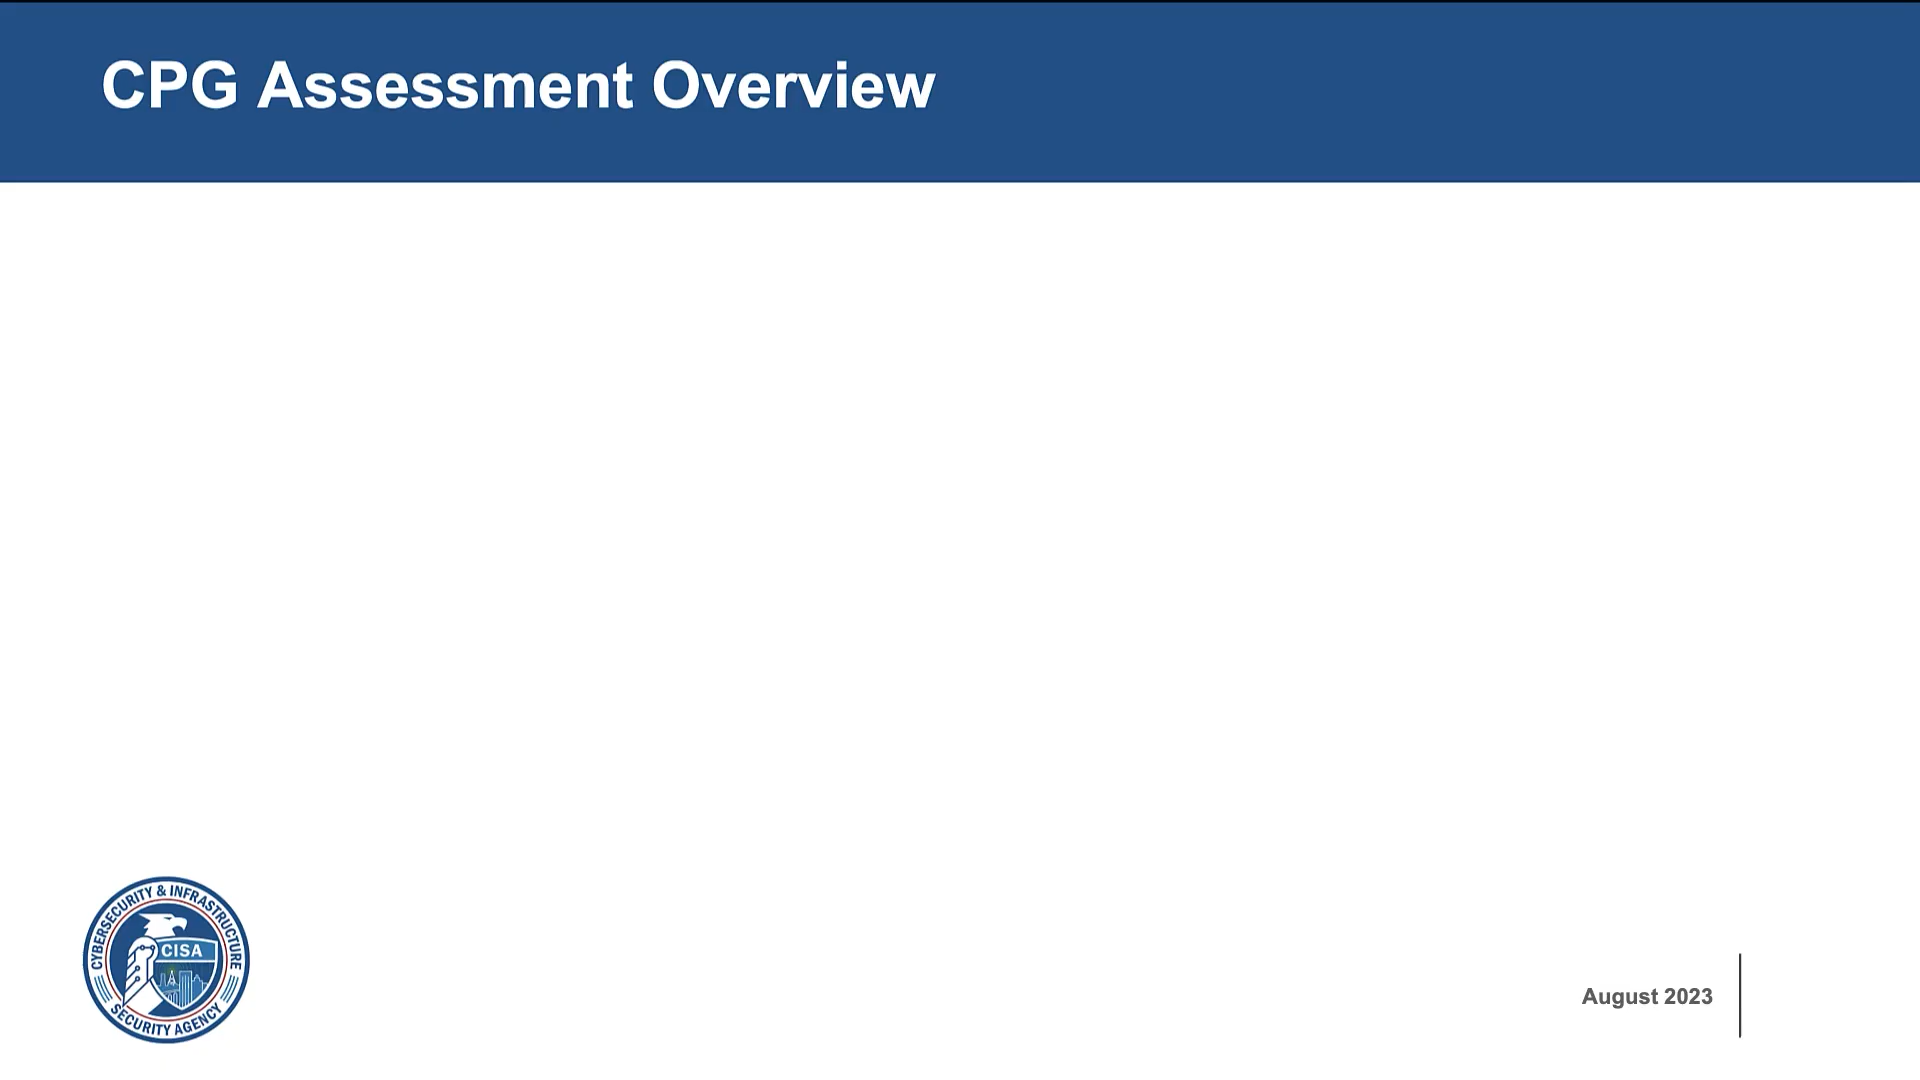 CPG Assessment Overview
CYBERSECURITY & INFRASTRUCTURE
CISA
SECURITY AGENCY
August 2023